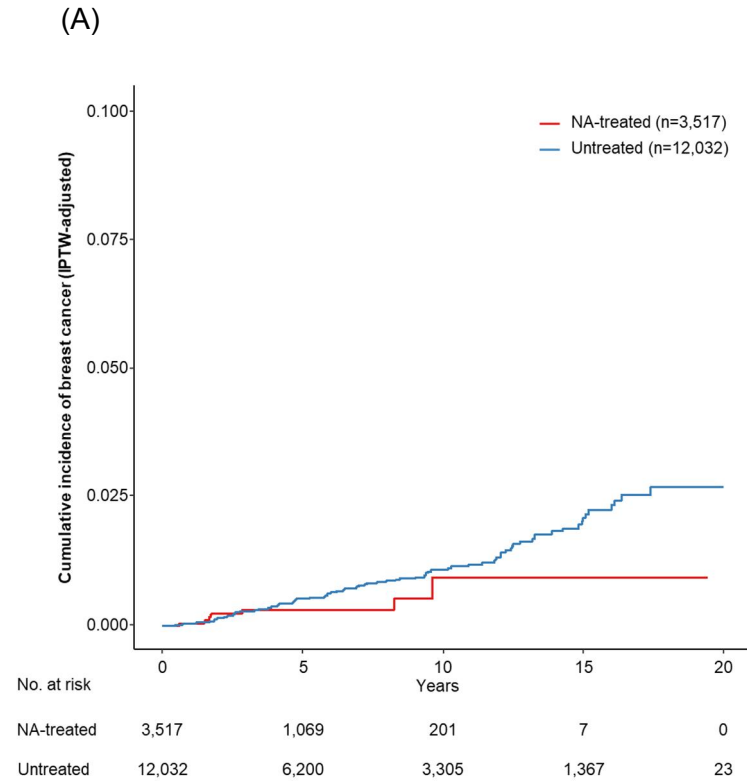 (A)
Cumulative incidence of breast cancer (IPTW-adjusted)
0.100
0.075
0.050
0.025
0.000
NA-treated (n=3,517)
Untreated (n=12,032)
0 5 10 15 20
Years
No. at risk
NA-treated 3,517 1,069 201 7 0
Untreated 12,032 6,200 3,305 1,367 23